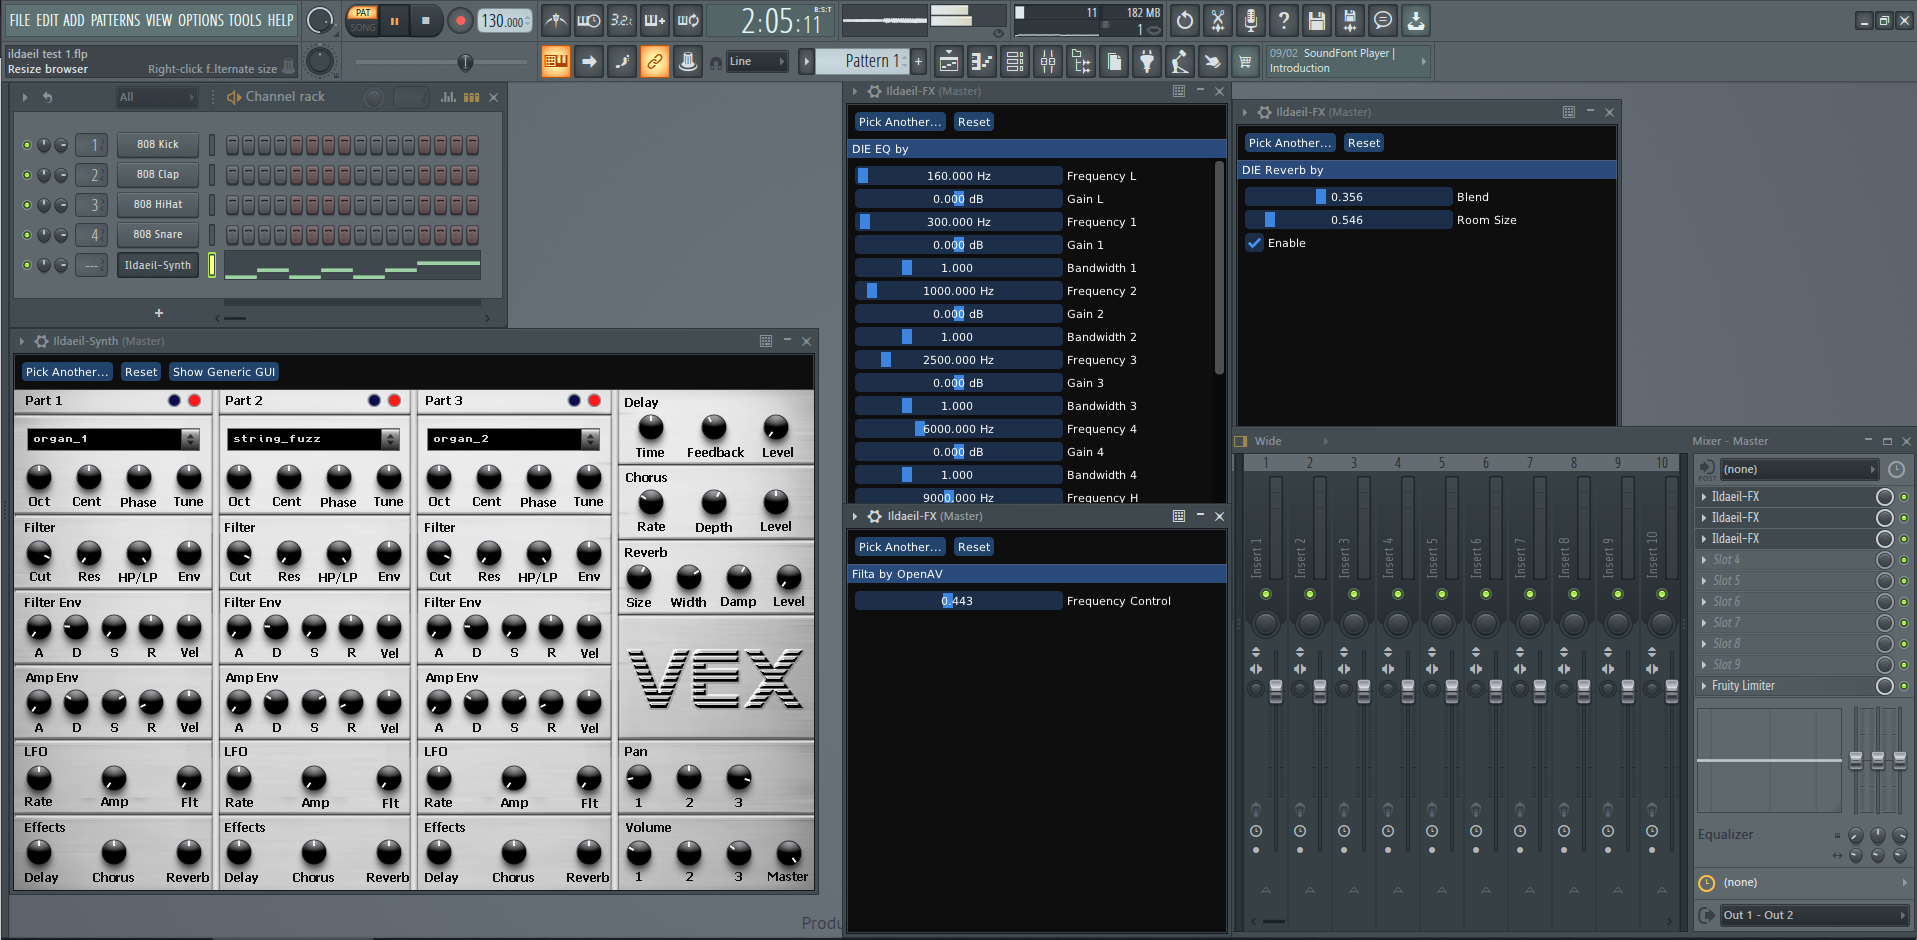 FILE EDIT ADD PATTERNS VIEW OPTIONS TOOLS HELP
PAT
SONG
130.000
3.2.1
2:05:11
B:S:T
11
182 MB
1
ildaeil test 1.flp
Resize browser
Right-click f..lternate size
Line
Pattern 1
+
09/02 SoundFont Player |
Introduction
All
Channel rack
1
808 Kick
2
808 Clap
3
808 HiHat
4
808 Snare
---
Ildaeil-Synth
+
Ildaeil-Synth (Master)
Pick Another...
Reset
Show Generic GUI
Part 1
Part 2
Part 3
organ_1
string_fuzz
organ_2
Oct Cent Phase Tune
Oct Cent Phase Tune
Oct Cent Phase Tune
Filter
Filter
Filter
Cut Res HP/LP Env
Cut Res HP/LP Env
Cut Res HP/LP Env
Filter Env
Filter Env
Filter Env
A D S R Vel
A D S R Vel
A D S R Vel
Amp Env
Amp Env
Amp Env
A D S R Vel
A D S R Vel
A D S R Vel
LFO
LFO
LFO
Rate Amp Flt
Rate Amp Flt
Rate Amp Flt
Effects
Effects
Effects
Delay Chorus Reverb
Delay Chorus Reverb
Delay Chorus Reverb
Delay
Time Feedback Level
Chorus
Rate Depth Level
Reverb
Size Width Damp Level
VEX
Pan
1 2 3
Volume
1 2 3 Master
Produ
Ildaeil-FX (Master)
Pick Another...
Reset
DIE EQ by
160.000 Hz Frequency L
0.000 dB Gain L
300.000 Hz Frequency 1
0.000 dB Gain 1
1.000 Bandwidth 1
1000.000 Hz Frequency 2
0.000 dB Gain 2
1.000 Bandwidth 2
2500.000 Hz Frequency 3
0.000 dB Gain 3
1.000 Bandwidth 3
6000.000 Hz Frequency 4
0.000 dB Gain 4
1.000 Bandwidth 4
9000.000 Hz Frequency H
Ildaeil-FX (Master)
Pick Another...
Reset
Filta by OpenAV
0.443 Frequency Control
Ildaeil-FX (Master)
Pick Another...
Reset
DIE Reverb by
0.356 Blend
0.546 Room Size
Enable
Wide
Mixer - Master
1 2 3 4 5 6 7 8 9 10
Insert 1
Insert 2
Insert 3
Insert 4
Insert 5
Insert 6
Insert 7
Insert 8
Insert 9
Insert 10
POST
(none)
Ildaeil-FX
Ildaeil-FX
Ildaeil-FX
Slot 4
Slot 5
Slot 6
Slot 7
Slot 8
Slot 9
Fruity Limiter
Equalizer
(none)
Out 1 - Out 2